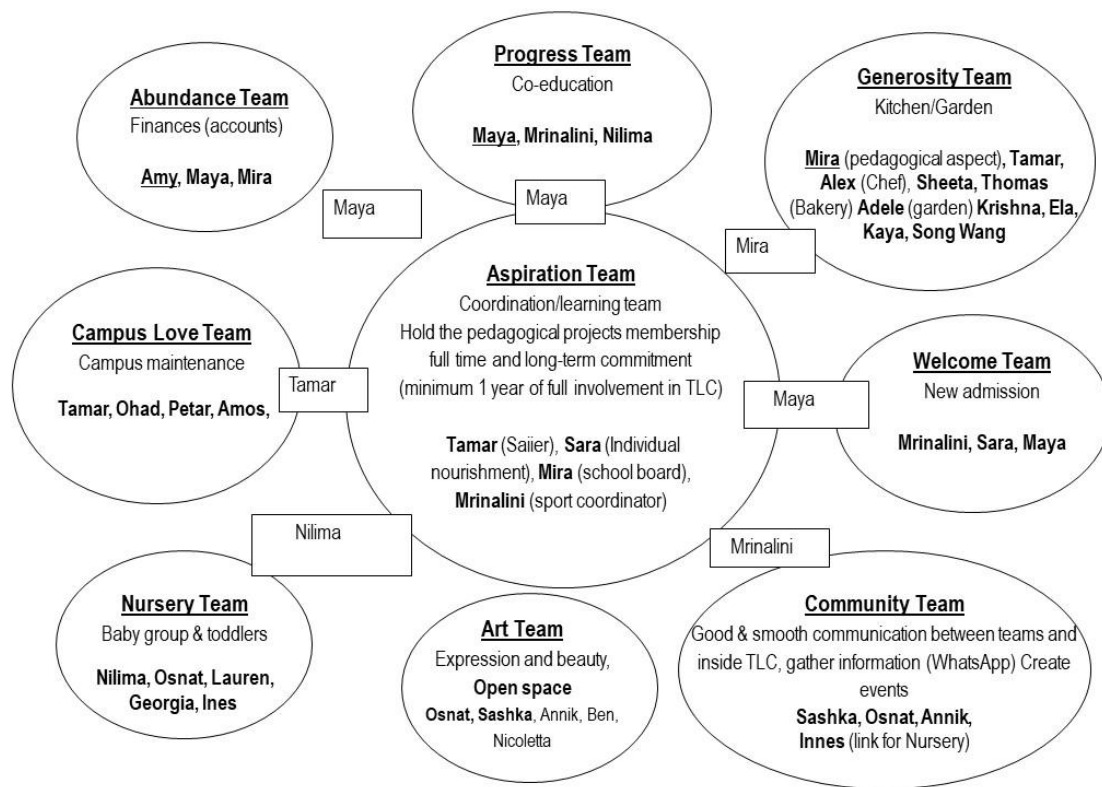 Progress Team
Co-education
Maya, Mrinalini, Nilima
Abundance Team
Finances (accounts)
Amy, Maya, Mira
Generosity Team
Kitchen/Garden
Mira (pedagogical aspect), Tamar,
Alex (Chef), Sheeta, Thomas
(Bakery) Adele (garden) Krishna, Ela,
Kaya, Song Wang
Maya
Maya
Mira
Aspiration Team
Coordination/learning team
Hold the pedagogical projects membership
full time and long-term commitment
(minimum 1 year of full involvement in TLC)
Tamar (Saiier), Sara (Individual
nourishment), Mira (school board),
Mrinalini (sport coordinator)
Campus Love Team
Campus maintenance
Tamar, Ohad, Petar, Amos,
Tamar
Maya
Welcome Team
New admission
Mrinalini, Sara, Maya
Nilima
Mrinalini
Nursery Team
Baby group & toddlers
Nilima, Osnat, Lauren,
Georgia, Ines
Art Team
Expression and beauty,
Open space
Osnat, Sashka, Annik, Ben,
Nicoletta
Community Team
Good & smooth communication between teams and
inside TLC, gather information (WhatsApp) Create
events
Sashka, Osnat, Annik,
Innes (link for Nursery)